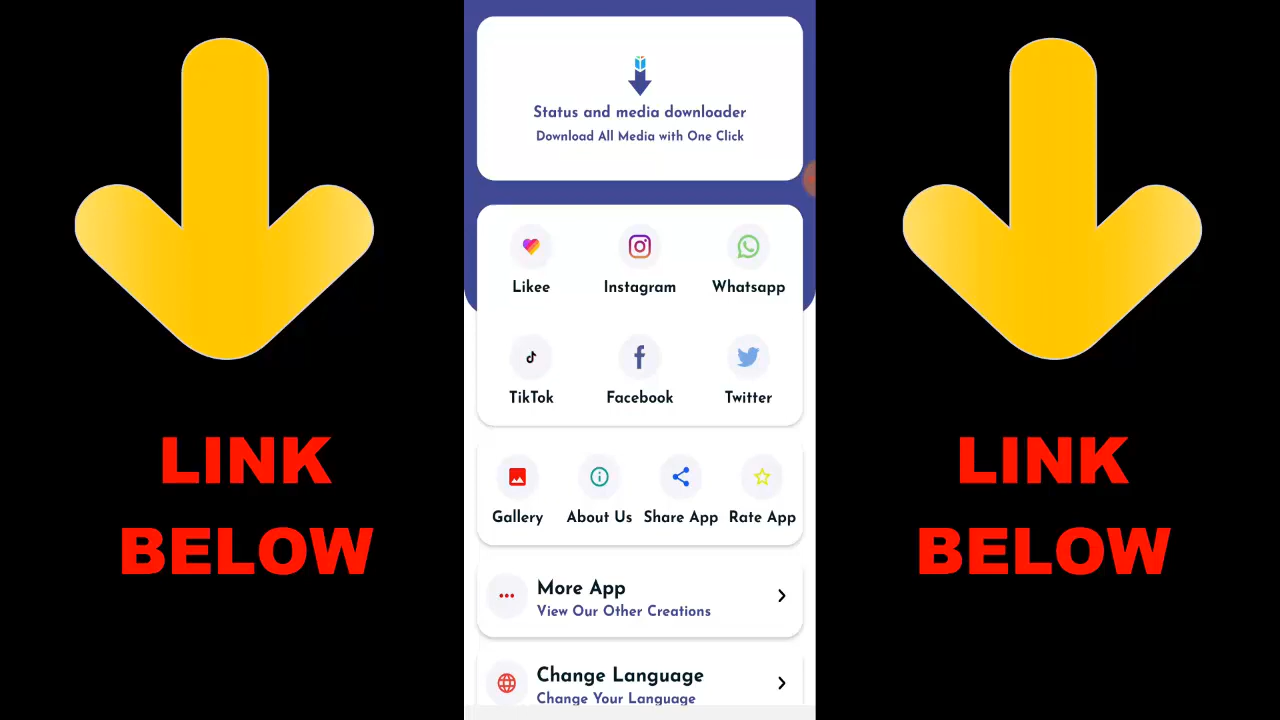 Status and media downloader
Download All Media with One Click
Likee
Instagram
Whatsapp
TikTok
Facebook
Twitter
Gallery
About Us
Share App
Rate App
More App
View Our Other Creations
Change Language
Change Your Language
LINK
BELOW
LINK
BELOW